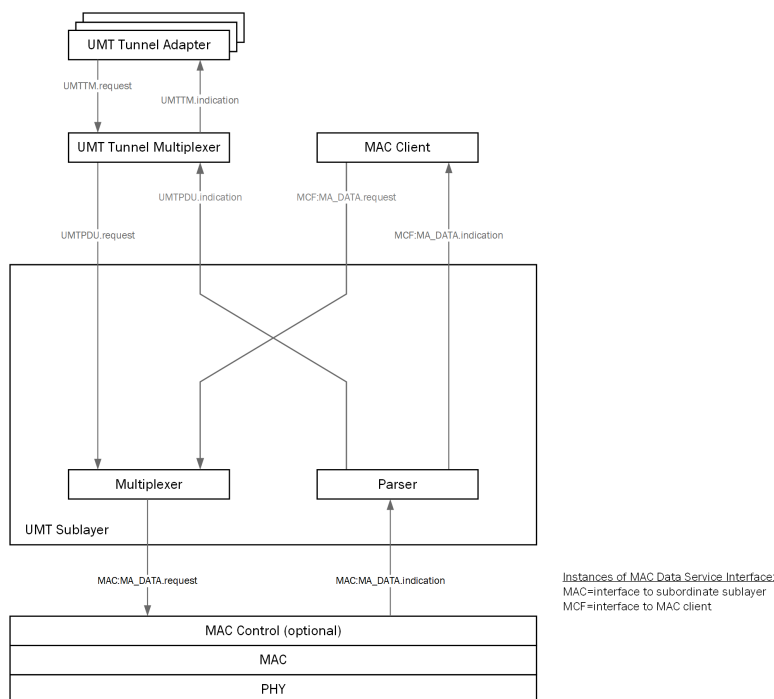 UMT Tunnel Adapter
UMTTM.request
UMTTM.indication
UMT Tunnel Multiplexer
MAC Client
UMTPDU.indication
MCF:MA_DATA.request
UMTPDU.request
MCF:MA_DATA.indication
Multiplexer
Parser
UMT Sublayer
MAC:MA_DATA.request
MAC:MA_DATA.indication
Instances of MAC Data Service Interface:
MAC=interface to subordinate sublayer
MCF=interface to MAC client
MAC Control (optional)
MAC
PHY